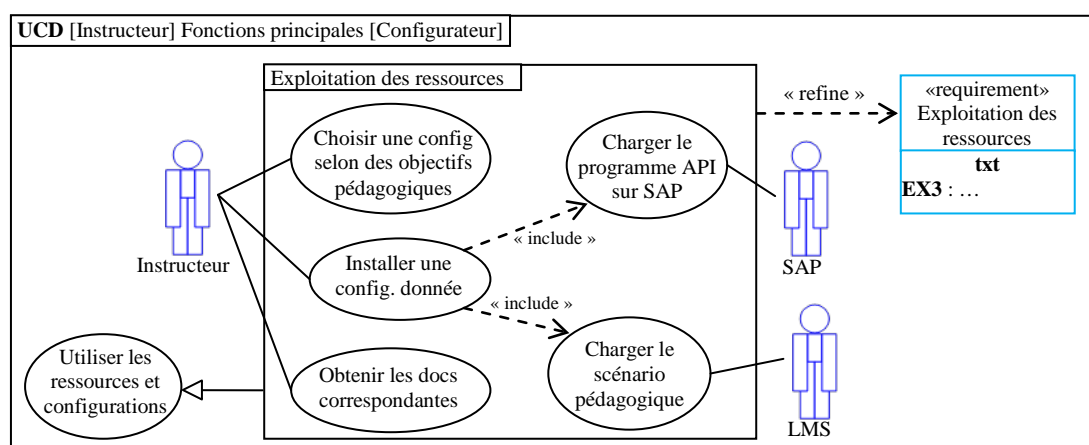 UCD [Instructeur] Fonctions principales [Configurateur]
Exploitation des ressources
Choisir une config
selon des objectifs
pédagogiques
Charger le
programme API
sur SAP
« refine »
«requirement»
Exploitation des
ressources
txt
EX3 : …
Instructeur
« include »
SAP
Installer une
config. donnée
« include »
Utiliser les
ressources et
configurations
Obtenir les docs
correspondantes
Charger le
scénario
pédagogique
LMS